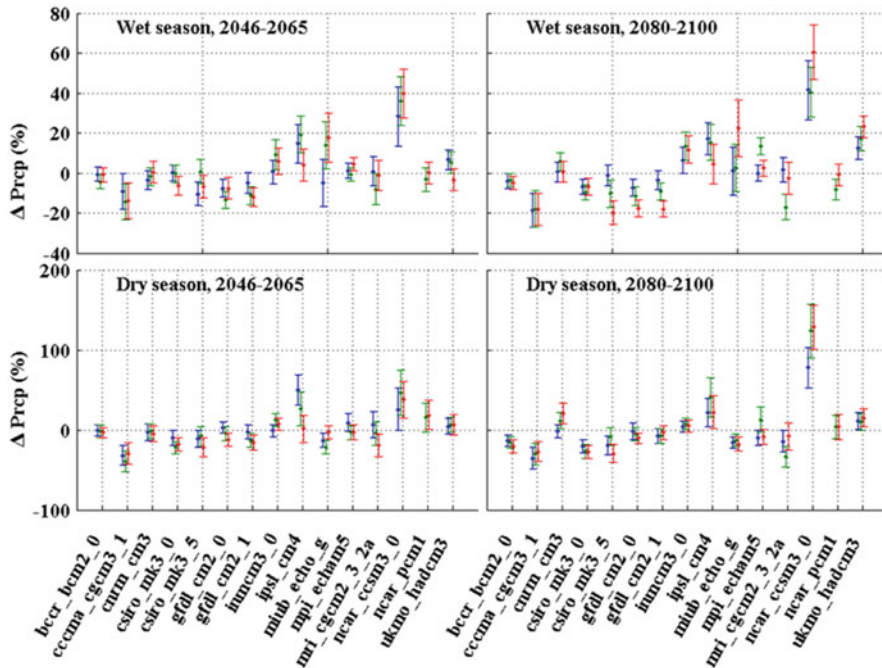 Δ Prcp (%)
80
60
40
20
0
-20
-40
Wet season, 2046-2065
Wet season, 2080-2100
Δ Prcp (%)
200
100
0
-100
Dry season, 2046-2065
Dry season, 2080-2100
bccr_bcm2_0
cccma_cgcm3_1
cnrm_cm3
csiro_mk3_0
csiro_mk3_5
gfdl_cm2_0
gfdl_cm2_1
inmcm3_0
ipsl_cm4
miub_echo_g
mpi_echam5
mri_cgcm2_3_2a
ncar_ccsm3_0
ncar_pcm1
ukmo_hadcm3
bccr_bcm2_0
cccma_cgcm3_1
cnrm_cm3
csiro_mk3_0
csiro_mk3_5
gfdl_cm2_0
gfdl_cm2_1
inmcm3_0
ipsl_cm4
miub_echo_g
mpi_echam5
mri_cgcm2_3_2a
ncar_ccsm3_0
ncar_pcm1
ukmo_hadcm3